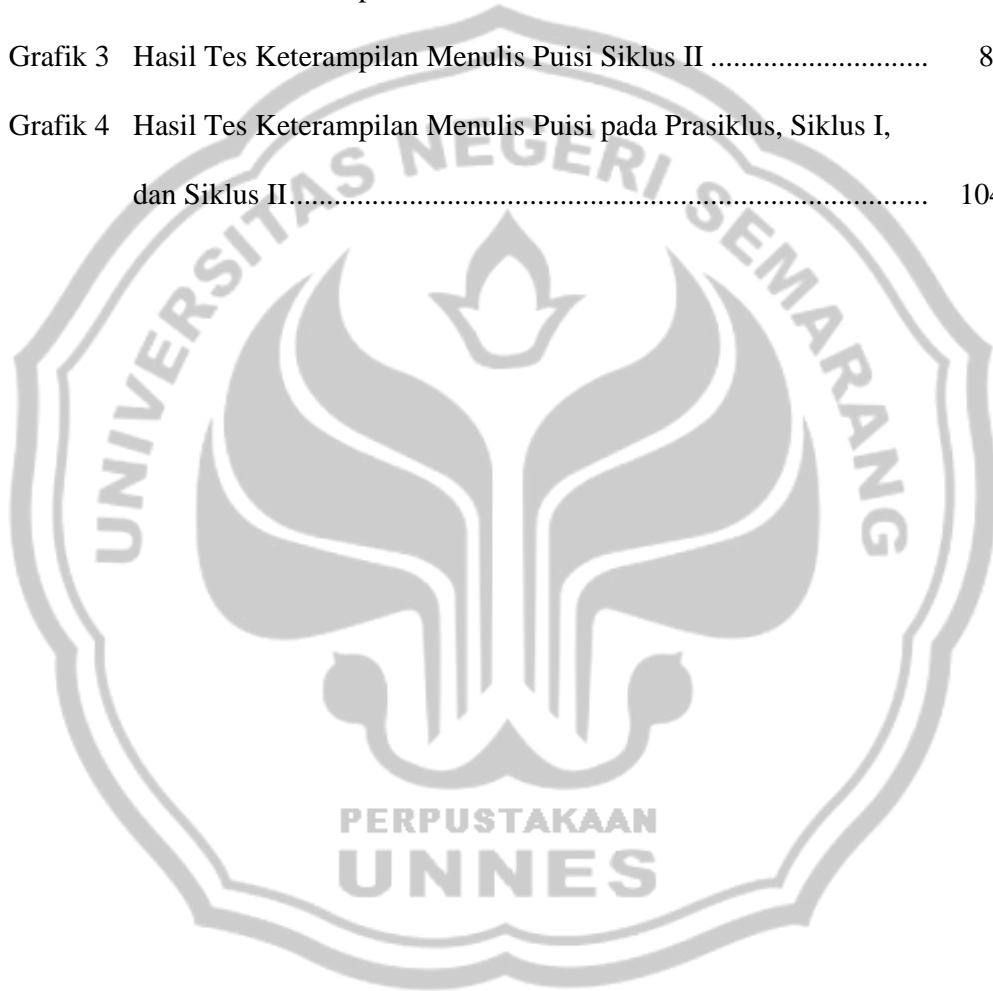 Grafik 3 Hasil Tes Keterampilan Menulis Puisi Siklus II ............................. 8
Grafik 4 Hasil Tes Keterampilan Menulis Puisi pada Prasiklus, Siklus I,
dan Siklus II..................................................................................... 104
UNIVERSITAS NEGERI SEMARANG
PERPUSTAKAAN
UNNES